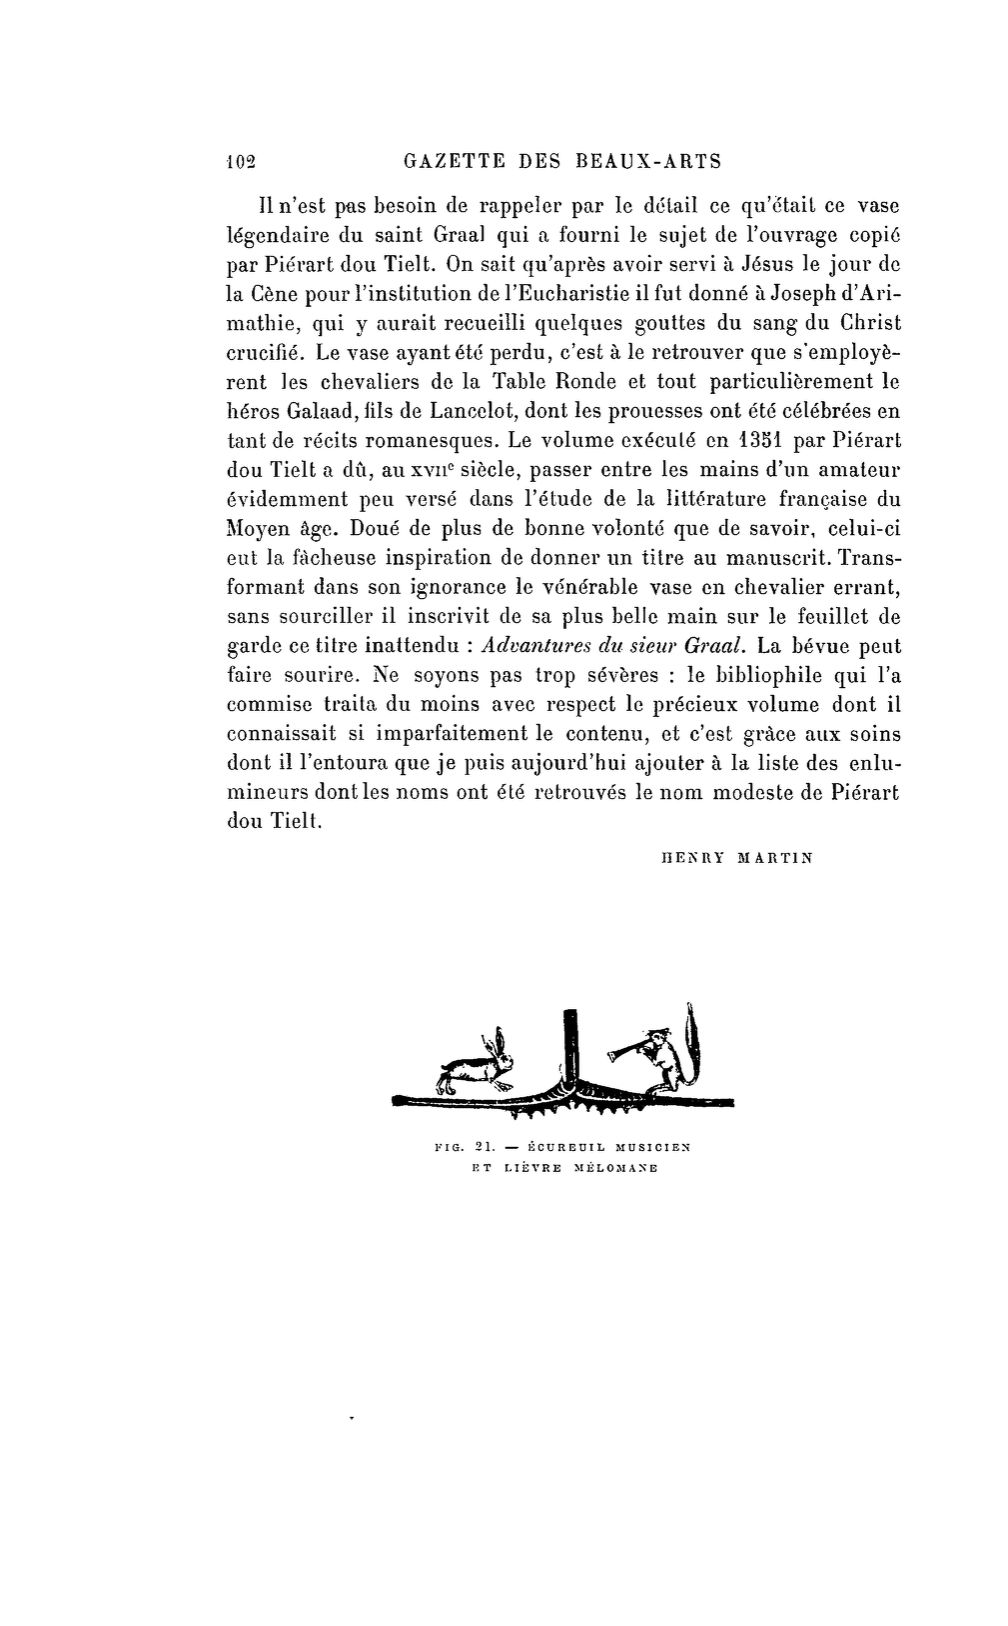 102 GAZETTE DES BEAUX-ARTS
Il n'est pas besoin de rappeler par le détail ce qu'était ce vase
légendaire du saint Graal qui a fourni le sujet de l'ouvrage copié
par Piérart dou Tielt. On sait qu'après avoir servi à Jésus le jour de
la Cène pour l'institution de l'Eucharistie il fut donné à Joseph d'Ari-
mathie, qui y aurait recueilli quelques gouttes du sang du Christ
crucifié. Le vase ayant été perdu, c'est à le retrouver que s'employè-
rent les chevaliers de la Table Ronde et tout particulièrement le
héros Galaad, fils de Lancelot, dont les prouesses ont été célébrées en
tant de récits romanesques. Le volume exécuté en 1351 par Piérart
dou Tielt a dû, au XVIIe siècle, passer entre les mains d'un amateur
évidemment peu versé dans l'étude de la littérature française du
Moyen âge. Doué de plus de bonne volonté que de savoir, celui-ci
eut la fâcheuse inspiration de donner un titre au manuscrit. Trans-
formant dans son ignorance le vénérable vase en chevalier errant,
sans sourciller il inscrivit de sa plus belle main sur le feuillet de
garde ce titre inattendu : Advantures du sieur Graal. La bévue peut
faire sourire. Ne soyons pas trop sévères : le bibliophile qui l'a
commise traita du moins avec respect le précieux volume dont il
connaissait si imparfaitement le contenu, et c'est grâce aux soins
dont il l'entoura que je puis aujourd'hui ajouter à la liste des enlu-
mineurs dont les noms ont été retrouvés le nom modeste de Piérart
dou Tielt.
HENRY MARTIN
FIG. 21. — ÉCUREUIL MUSICIEN
ET LIÈVRE MÉLOMANE